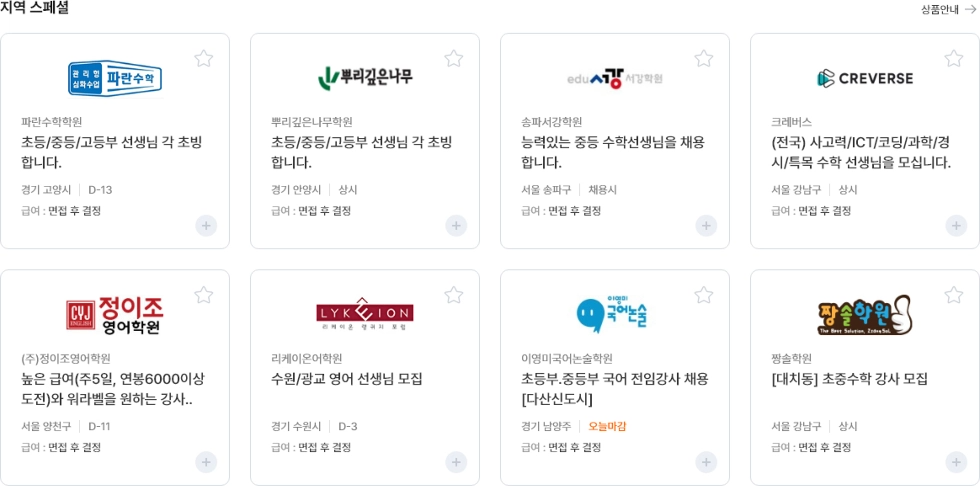 지역 스페셜
상품안내
관리형
심화수업
파란수학
파란수학학원
초등/중등/고등부 선생님 각 초빙
합니다.
경기 고양시
D-13
급여 : 면접 후 결정
뿌리깊은나무
뿌리깊은나무학원
초등/중등/고등부 선생님 각 초빙
합니다.
경기 안양시
상시
급여 : 면접 후 결정
edu 서강 서강학원
송파서강학원
능력있는 중등 수학선생님을 채용
합니다.
서울 송파구
채용시
급여 : 면접 후 결정
CREVERSE
크레버스
(전국) 사고력/ICT/코딩/과학/경
시/특목 수학 선생님을 모십니다.
서울 강남구
상시
급여 : 면접 후 결정
CYJ
ENGLISH
정이조
영어학원
(주)정이조영어학원
높은 급여(주5일, 연봉6000이상
도전)와 워라벨을 원하는 강사..
서울 양천구
D-11
급여 : 면접 후 결정
LYKEION
리케이온
리케이온어학원
수원/광교 영어 선생님 모집
경기 수원시
D-3
급여 : 면접 후 결정
이영미
국어논술
이영미국어논술학원
초등부.중등부 국어 전임강사 채용
[다산신도시]
경기 남양주
오늘마감
급여 : 면접 후 결정
짱솔학원
The Best Solution, ZzangSol
짱솔학원
[대치동] 초중수학 강사 모집
서울 강남구
상시
급여 : 면접 후 결정